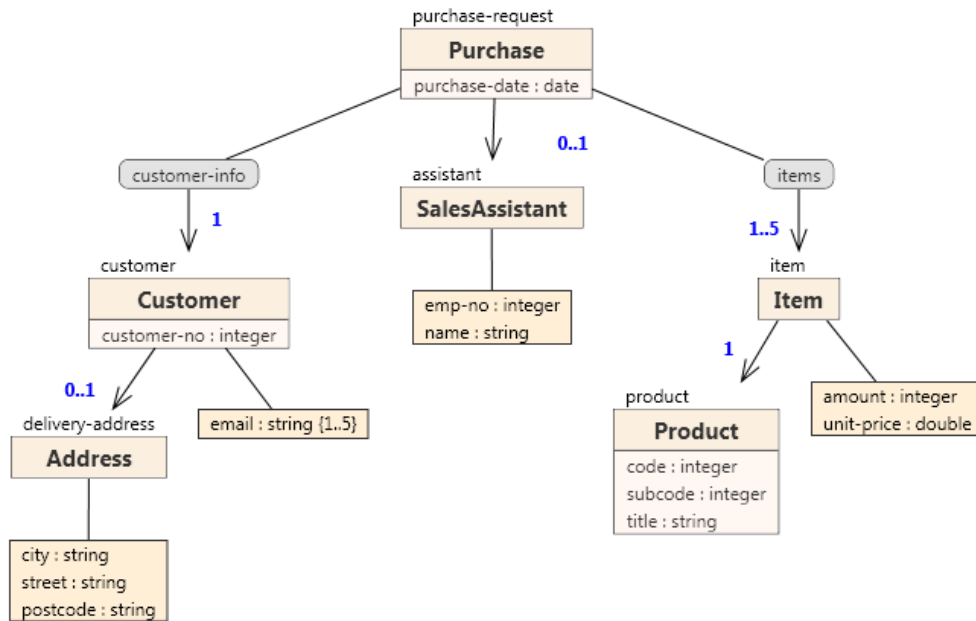 purchase-request
Purchase
purchase-date : date
customer-info
0..1
items
1
assistant
SalesAssistant
1..5
customer
Customer
customer-no : integer
item
Item
emp-no : integer
name : string
0..1
1
delivery-address
Address
email : string {1..5}
product
Product
code : integer
subcode : integer
title : string
amount : integer
unit-price : double
city : string
street : string
postcode : string